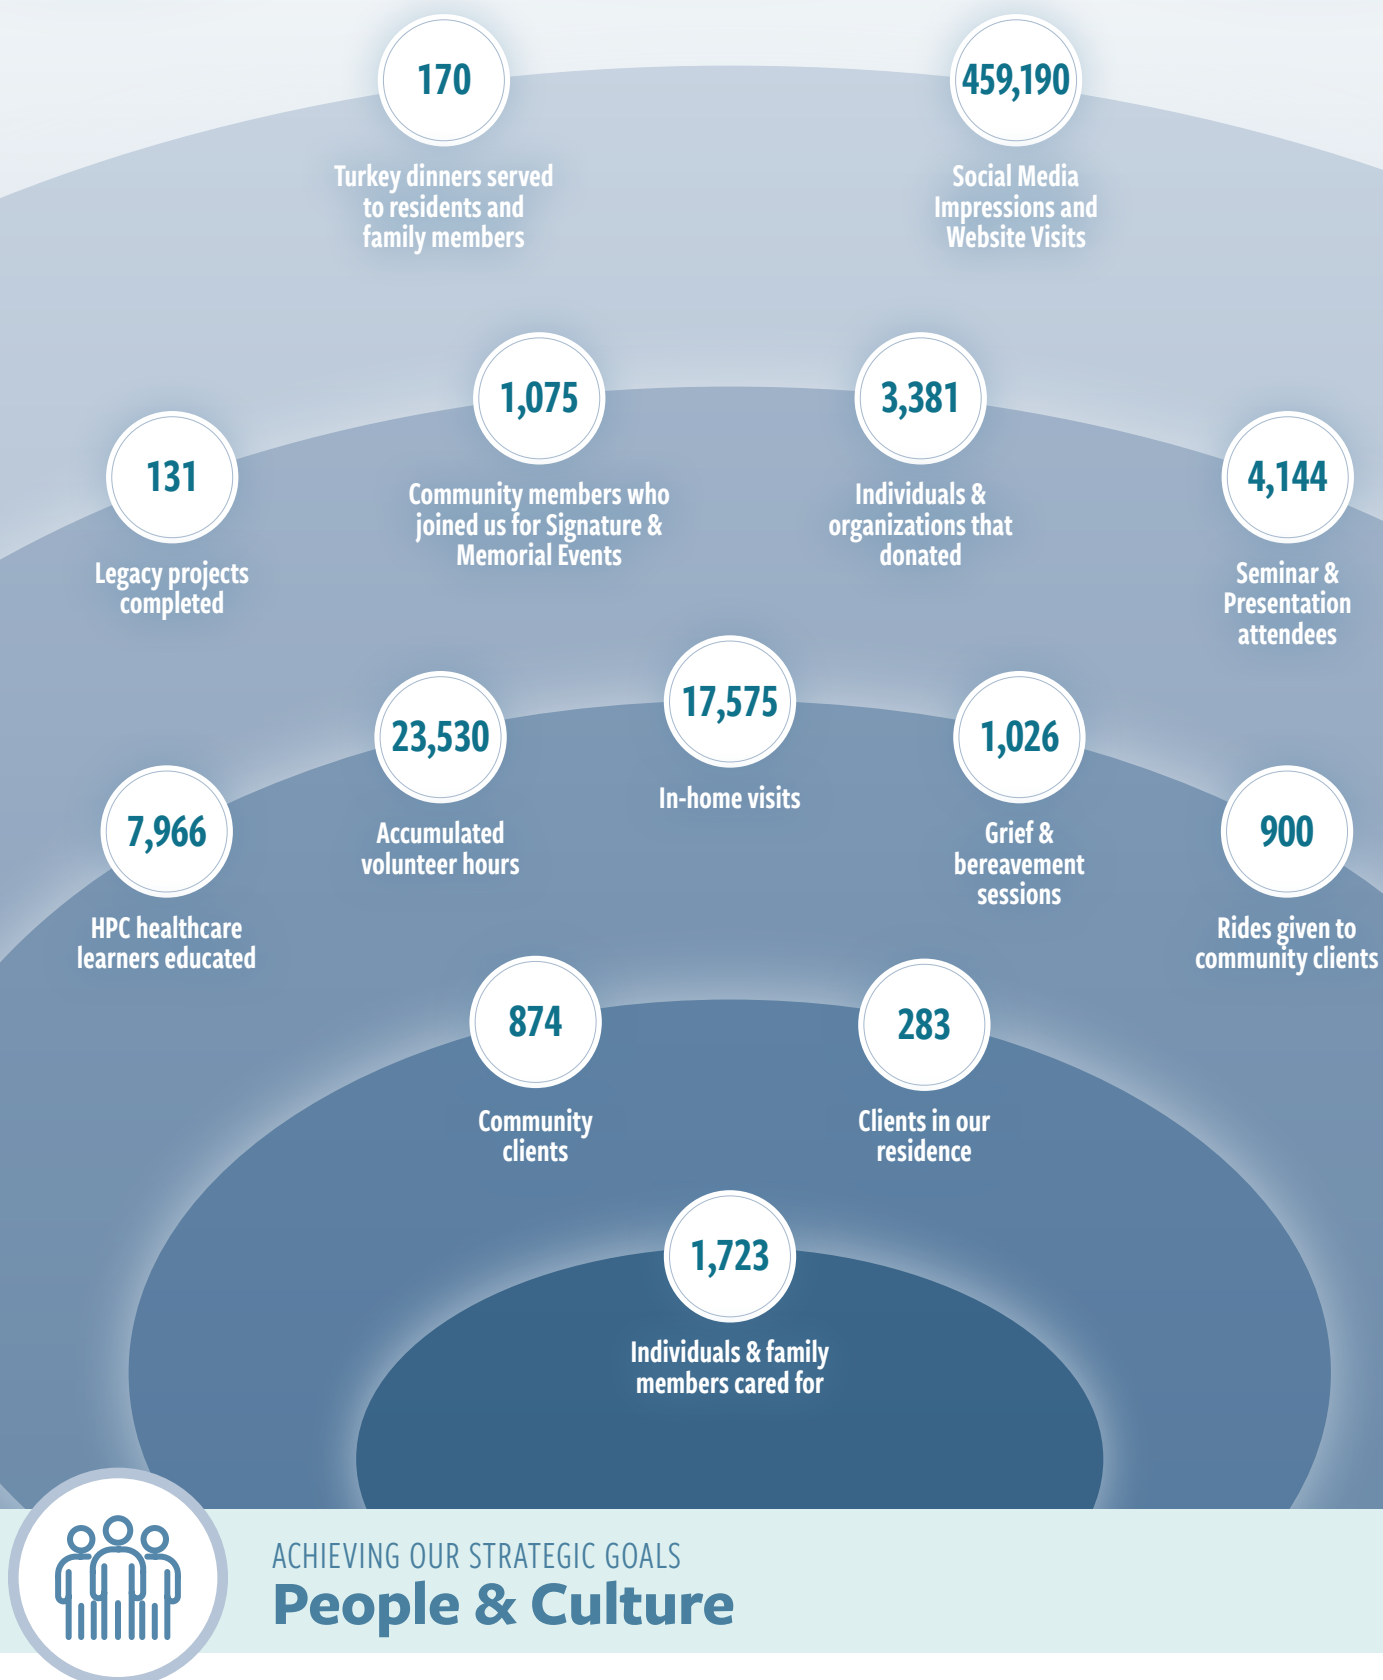 170
Turkey dinners served
to residents and
family members
459,190
Social Media
Impressions and
Website Visits
131
Legacy projects
completed
1,075
Community members who
joined us for Signature &
Memorial Events
3,381
Individuals &
organizations that
donated
4,144
Seminar &
Presentation
attendees
7,966
HPC healthcare
learners educated
23,530
Accumulated
volunteer hours
17,575
In-home visits
1,026
Grief &
bereavement
sessions
900
Rides given to
community clients
874
Community
clients
283
Clients in our
residence
1,723
Individuals & family
members cared for
ACHIEVING OUR STRATEGIC GOALS
People & Culture